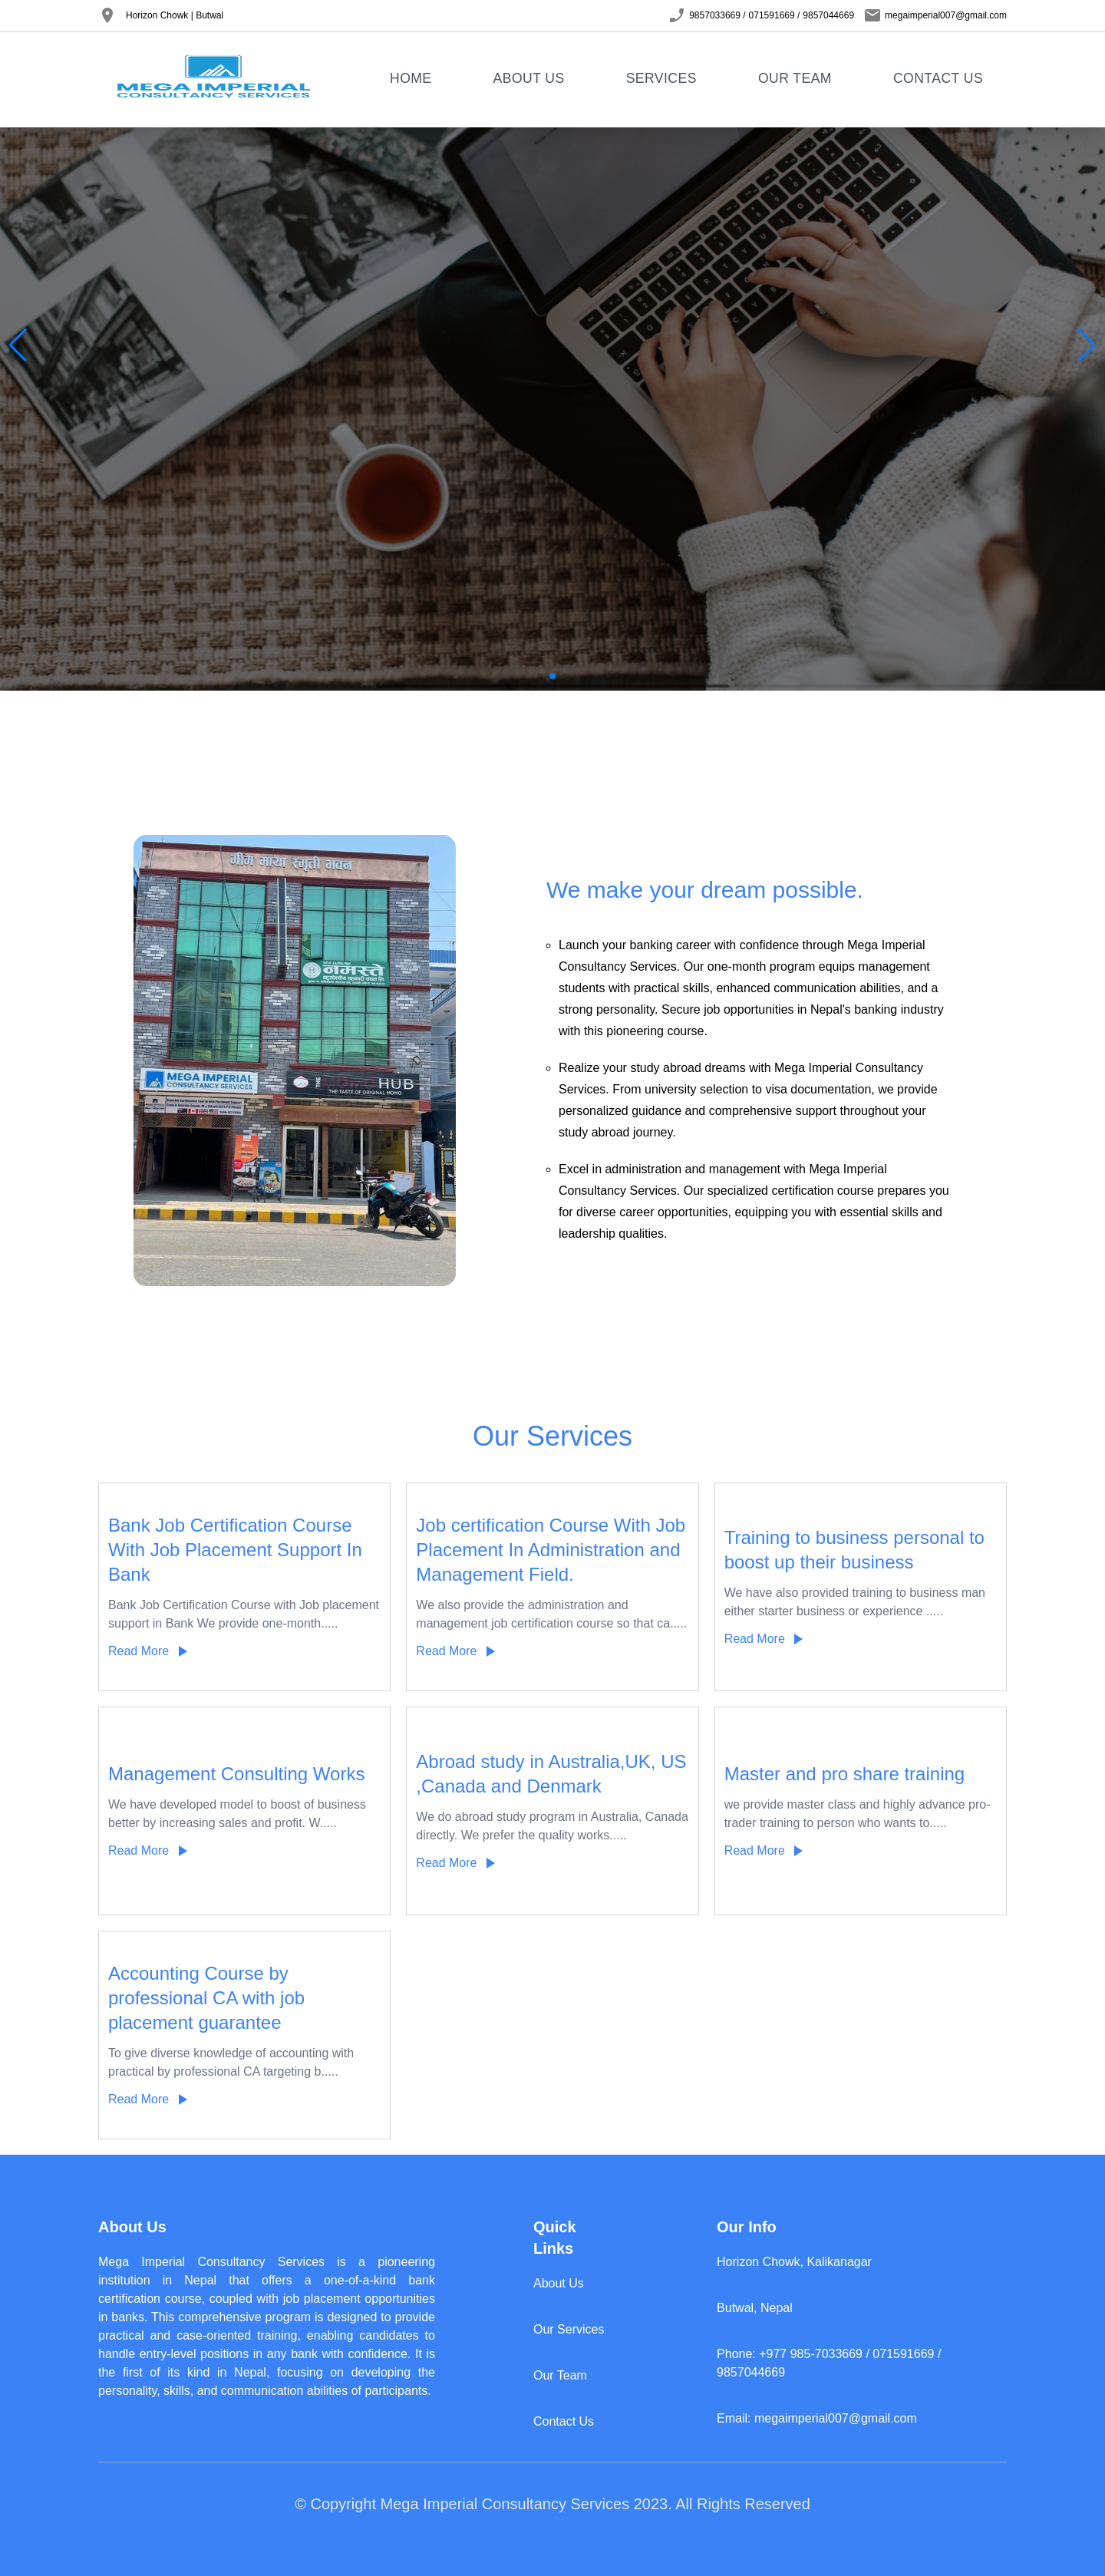 Horizon Chowk | Butwal
9857033669 / 071591669 / 9857044669
megaimperial007@gmail.com
MEGA IMPERIAL
CONSULTANCY SERVICES
HOME
ABOUT US
SERVICES
OUR TEAM
CONTACT US
भीम माया स्मृती भवन
नमस्ते
MEGA IMPERIAL
CONSULTANCY SERVICES
THE
HUB
THE TASTE OF ORIGINAL MOMO
We make your dream possible.
Launch your banking career with confidence through Mega Imperial
Consultancy Services. Our one-month program equips management
students with practical skills, enhanced communication abilities, and a
strong personality. Secure job opportunities in Nepal's banking industry
with this pioneering course.
Realize your study abroad dreams with Mega Imperial Consultancy
Services. From university selection to visa documentation, we provide
personalized guidance and comprehensive support throughout your
study abroad journey.
Excel in administration and management with Mega Imperial
Consultancy Services. Our specialized certification course prepares you
for diverse career opportunities, equipping you with essential skills and
leadership qualities.
Our Services
Bank Job Certification Course
With Job Placement Support In
Bank
Bank Job Certification Course with Job placement
support in Bank We provide one-month.....
Read More
Job certification Course With Job
Placement In Administration and
Management Field.
We also provide the administration and
management job certification course so that ca.....
Read More
Training to business personal to
boost up their business
We have also provided training to business man
either starter business or experience .....
Read More
Management Consulting Works
We have developed model to boost of business
better by increasing sales and profit. W.....
Read More
Abroad study in Australia,UK, US
,Canada and Denmark
We do abroad study program in Australia, Canada
directly. We prefer the quality works.....
Read More
Master and pro share training
we provide master class and highly advance pro-
trader training to person who wants to.....
Read More
Accounting Course by
professional CA with job
placement guarantee
To give diverse knowledge of accounting with
practical by professional CA targeting b.....
Read More
About Us
Mega Imperial Consultancy Services is a pioneering
institution in Nepal that offers a one-of-a-kind bank
certification course, coupled with job placement opportunities
in banks. This comprehensive program is designed to provide
practical and case-oriented training, enabling candidates to
handle entry-level positions in any bank with confidence. It is
the first of its kind in Nepal, focusing on developing the
personality, skills, and communication abilities of participants.
Quick
Links
About Us
Our Services
Our Team
Contact Us
Our Info
Horizon Chowk, Kalikanagar
Butwal, Nepal
Phone: +977 985-7033669 / 071591669 /
9857044669
Email: megaimperial007@gmail.com
© Copyright Mega Imperial Consultancy Services 2023. All Rights Reserved